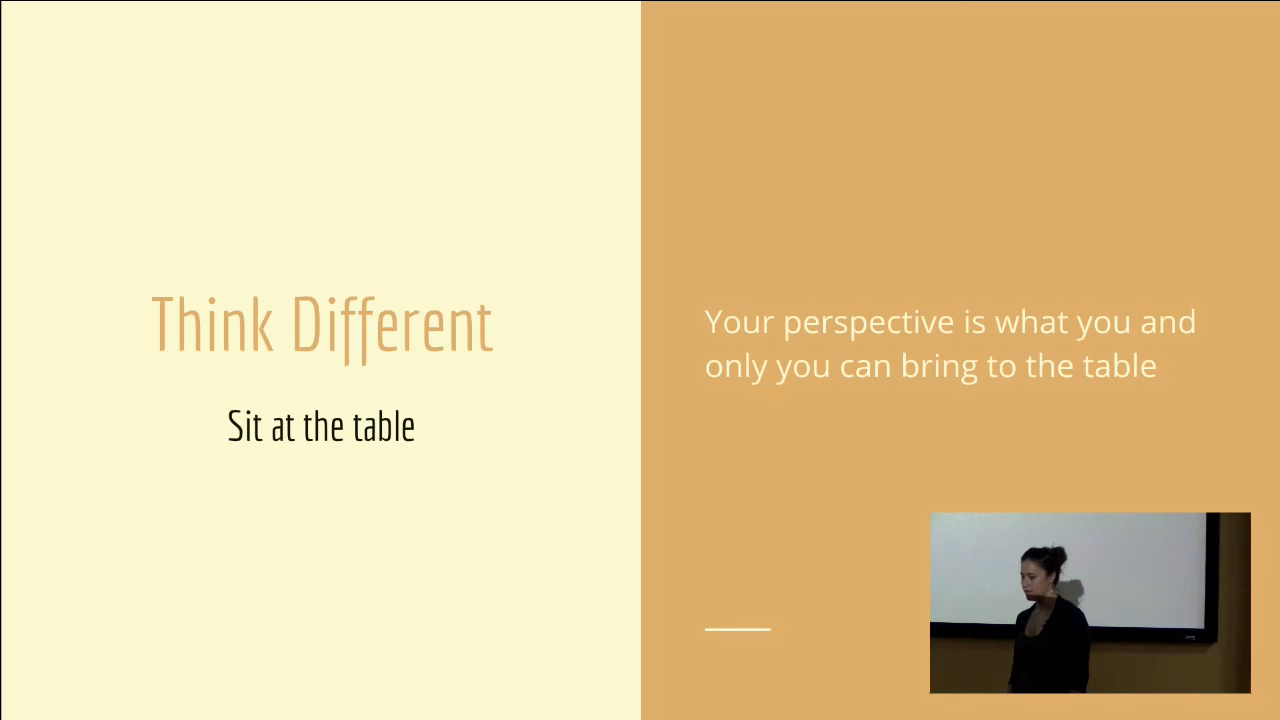 Think Different
Sit at the table
Your perspective is what you and
only you can bring to the table